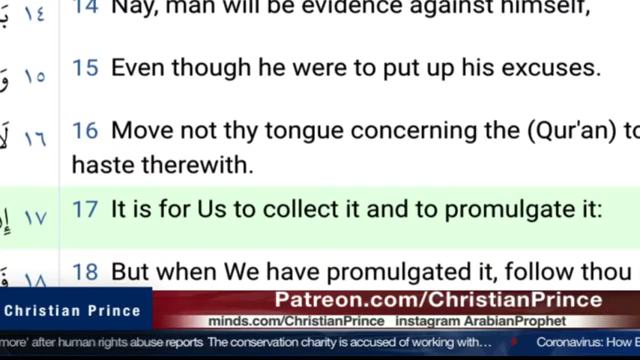 14 Nay, man will be evidence against himself,
١٤
15 Even though he were to put up his excuses.
١٥
16 Move not thy tongue concerning the (Qur'an) to
haste therewith.
١٦
17 It is for Us to collect it and to promulgate it:
١٧
18 But when We have promulgated it, follow thou
١٨
Christian Prince
Patreon.com/ChristianPrince
minds.com/ChristianPrince instagram ArabianProphet
more' after human rights abuse reports The conservation charity is accused of working with… Coronavirus: How